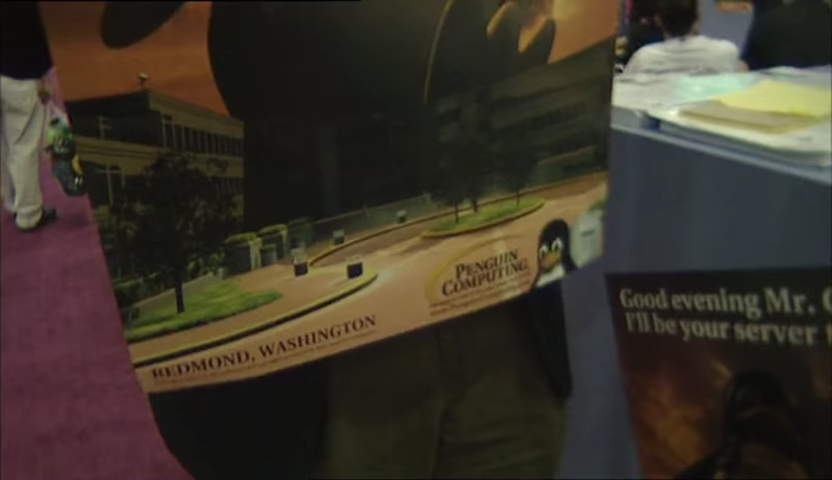 PENGUIN
COMPUTING
REDMOND, WASHINGTON
Good evening Mr.
I'll be your server